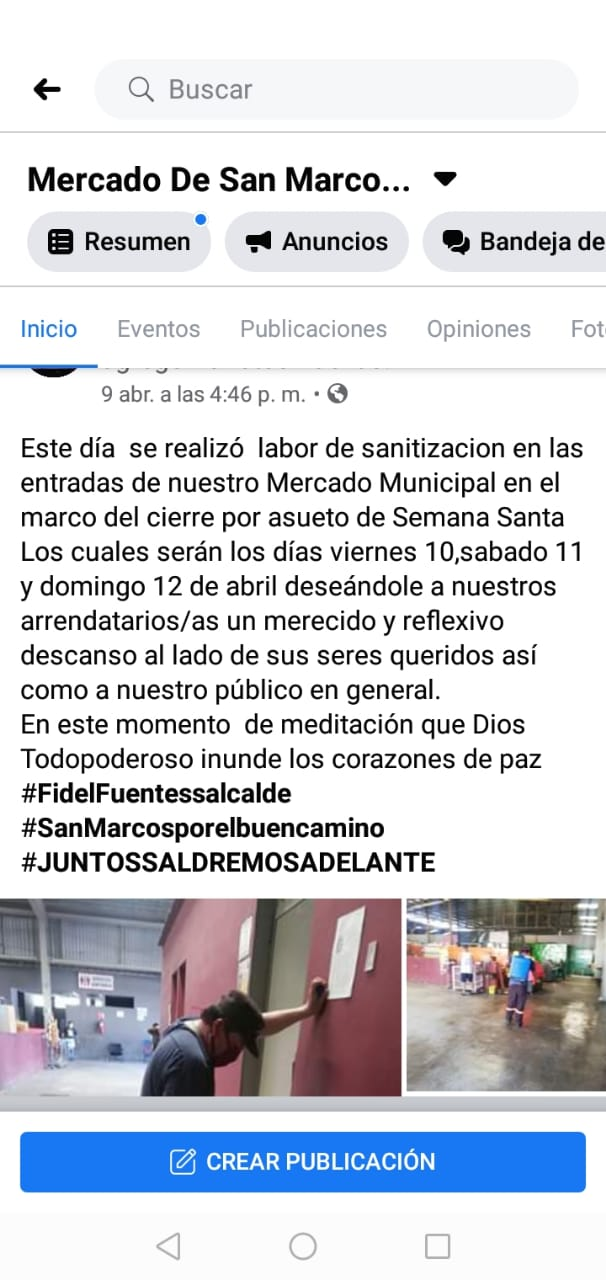 Buscar
Mercado De San Marco...
Resumen
Anuncios
Bandeja de
Inicio
Eventos
Publicaciones
Opiniones
Fot
9 abr. a las 4:46 p. m. •
Este día se realizó labor de sanitizacion en las
entradas de nuestro Mercado Municipal en el
marco del cierre por asueto de Semana Santa
Los cuales serán los días viernes 10,sabado 11
y domingo 12 de abril deseándole a nuestros
arrendatarios/as un merecido y reflexivo
descanso al lado de sus seres queridos así
como a nuestro público en general.
En este momento de meditación que Dios
Todopoderoso inunde los corazones de paz
#FidelFuentessalcalde
#SanMarcosporelbuencamino
#JUNTOSSALDREMOSADELANTE
CREAR PUBLICACIÓN